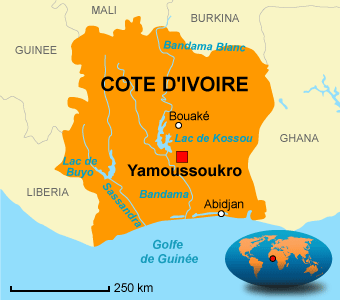 MALI
BURKINA
GUINEE
Bandama Blanc
COTE D'IVOIRE
Bouaké
Lac de Kossou
GHANA
Lac de
Buyo
Yamoussoukro
LIBERIA
Sassandra
Bandama
Abidjan
Golfe
de Guinée
250 km